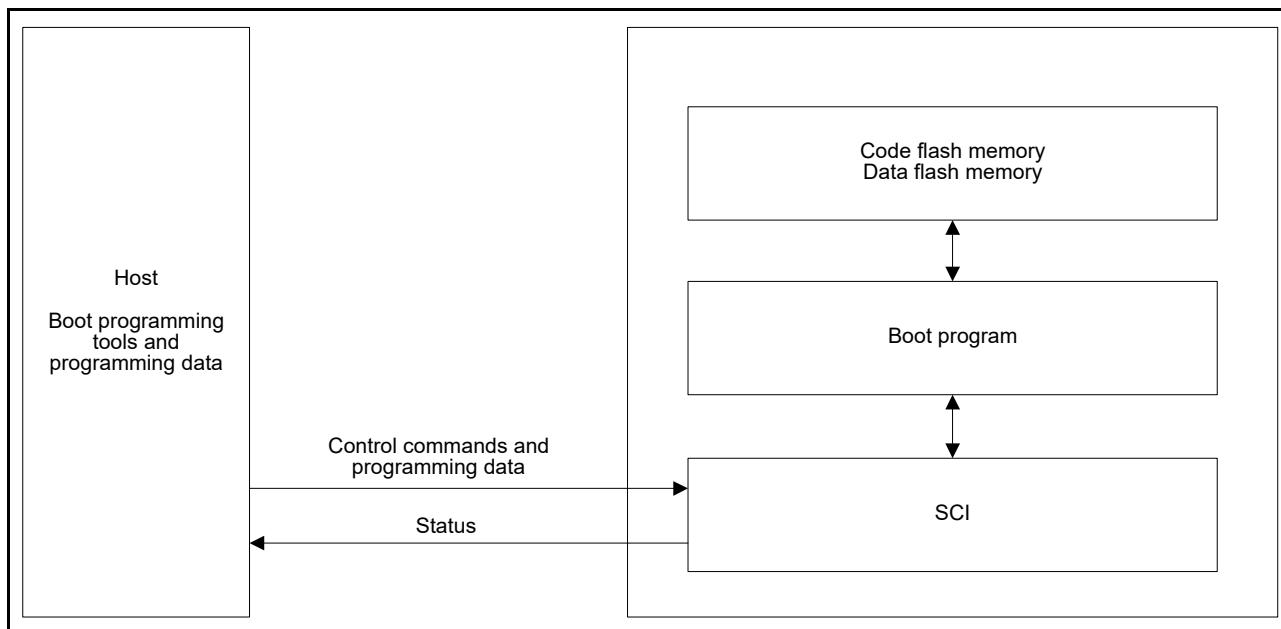 Host
Boot programming
tools and
programming data
Control commands and
programming data
Status
Code flash memory
Data flash memory
Boot program
SCI